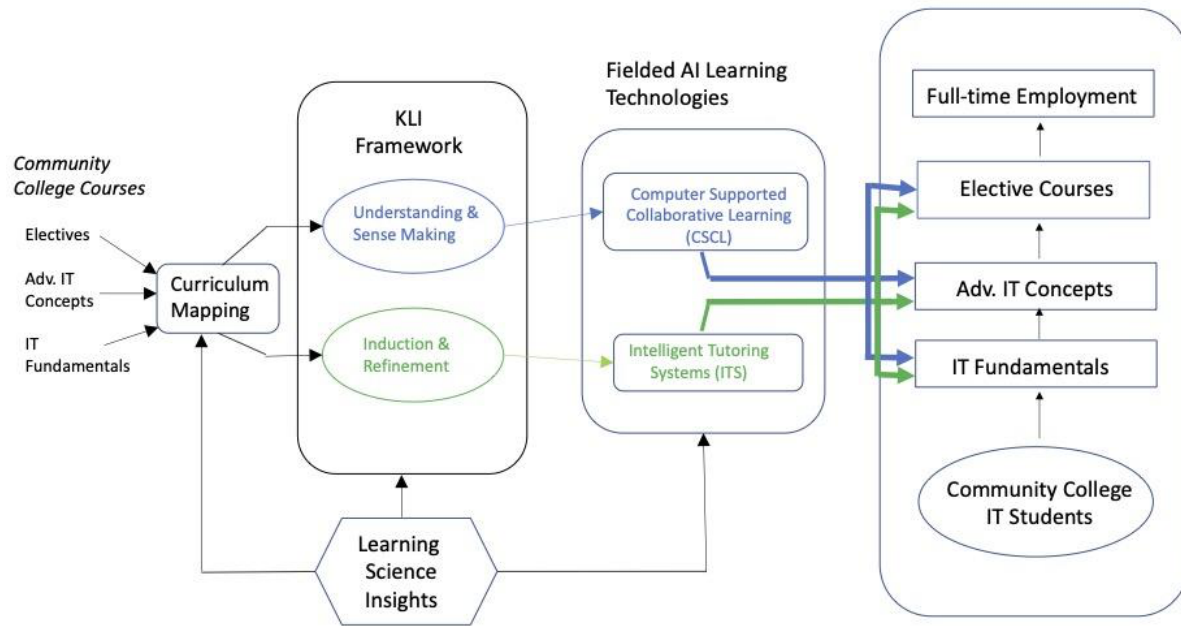 Community
College Courses
Electives
Adv. IT
Concepts
IT
Fundamentals
Curriculum
Mapping
KLI
Framework
Understanding &
Sense Making
Induction &
Refinement
Learning
Science
Insights
Fielded AI Learning
Technologies
Computer Supported
Collaborative Learning
(CSCL)
Intelligent Tutoring
Systems (ITS)
Full-time Employment
Elective Courses
Adv. IT Concepts
IT Fundamentals
Community College
IT Students